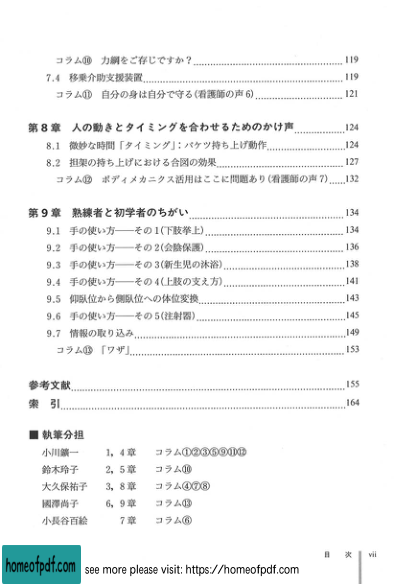 コラム⑩ 力綱をご存じですか？ 119
7.4 移乗介助支援装置 119
コラム⑪ 自分の身は自分で守る(看護師の声6) 121
第8章 人の動きとタイミングを合わせるためのかけ声 124
8.1 微妙な時間「タイミング」：バケツ持ち上げ動作 124
8.2 担架の持ち上げにおける合図の効果 127
コラム⑫ ボディメカニクス活用はここに問題あり(看護師の声7) 132
第9章 熟練者と初学者のちがい 134
9.1 手の使い方──その1(下肢挙上) 134
9.2 手の使い方──その2(会陰保護) 136
9.3 手の使い方──その3(新生児の沐浴) 138
9.4 手の使い方──その4(上肢の支え方) 141
9.5 仰臥位から側臥位への体位変換 143
9.6 手の使い方──その5(注射器) 145
9.7 情報の取り込み 149
コラム⑬ 「ワザ」 153
参考文献 155
索 引 164
■ 執筆分担
小川鑛一 1, 4章 コラム①②③⑤⑨⑪⑫
鈴木玲子 2, 5章 コラム⑩
大久保祐子 3, 8章 コラム④⑦⑧
國澤尚子 6, 9章 コラム⑬
小長谷百絵 7章 コラム⑥
目 次 vii
homeofpdf.com see more please visit: https://homeofpdf.com